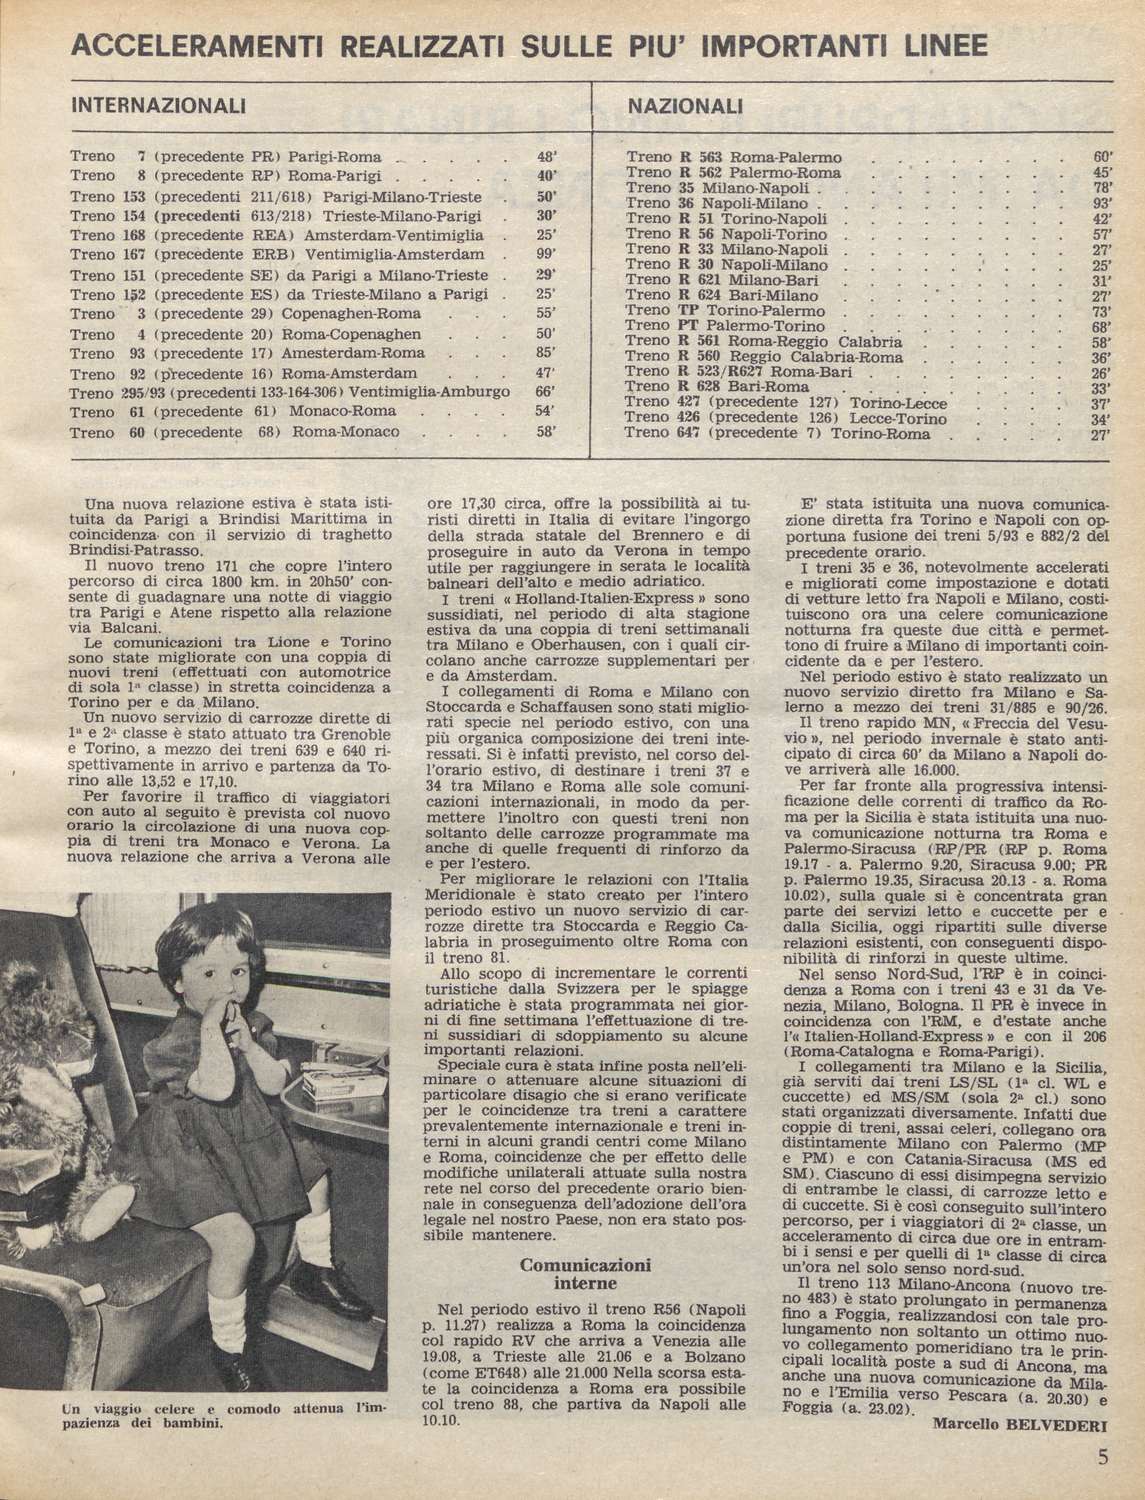 ACCELERAMENTI REALIZZATI SULLE PIU' IMPORTANTI LINEE
INTERNAZIONALI
Treno 7 (precedente PR) Parigi-Roma . . . . . 48'
Treno 8 (precedente RP) Roma-Parigi . . . . . 40'
Treno 153 (precedenti 211/618) Parigi-Milano-Trieste . 50'
Treno 154 (precedenti 613/218) Trieste-Milano-Parigi . 30'
Treno 168 (precedente REA) Amsterdam-Ventimiglia . 25'
Treno 167 (precedente ERB) Ventimiglia-Amsterdam . 99'
Treno 151 (precedente SE) da Parigi a Milano-Trieste . 29'
Treno 152 (precedente ES) da Trieste-Milano a Parigi . 25'
Treno 3 (precedente 29) Copenaghen-Roma . . . 55'
Treno 4 (precedente 20) Roma-Copenaghen . . . 50'
Treno 93 (precedente 17) Amesterdam-Roma . . . 85'
Treno 92 (precedente 16) Roma-Amsterdam . . . 47'
Treno 295/93 (precedenti 133-164-306) Ventimiglia-Amburgo 66'
Treno 61 (precedente 61) Monaco-Roma . . . . 54'
Treno 60 (precedente 68) Roma-Monaco . . . . 58'
NAZIONALI
Treno R 563 Roma-Palermo . . . . . . . . 60'
Treno R 562 Palermo-Roma . . . . . . . . 45'
Treno 35 Milano-Napoli . . . . . . . . . 78'
Treno 36 Napoli-Milano . . . . . . . . . 93'
Treno R 51 Torino-Napoli . . . . . . . . 42'
Treno R 56 Napoli-Torino . . . . . . . . 57'
Treno R 33 Milano-Napoli . . . . . . . . 27'
Treno R 30 Napoli-Milano . . . . . . . . 25'
Treno R 621 Milano-Bari . . . . . . . . 31'
Treno R 624 Bari-Milano . . . . . . . . 27'
Treno TP Torino-Palermo . . . . . . . . 73'
Treno PT Palermo-Torino . . . . . . . . 68'
Treno R 561 Roma-Reggio Calabria . . . . . . 58'
Treno R 560 Reggio Calabria-Roma . . . . . . 36'
Treno R 523/R627 Roma-Bari . . . . . . . 26'
Treno R 628 Bari-Roma . . . . . . . . 33'
Treno 427 (precedente 127) Torino-Lecce . . . . 37'
Treno 426 (precedente 126) Lecce-Torino . . . . 34'
Treno 647 (precedente 7) Torino-Roma . . . . . 27'
Una nuova relazione estiva è stata isti-
tuita da Parigi a Brindisi Marittima in
coincidenza con il servizio di traghetto
Brindisi-Patrasso.
Il nuovo treno 171 che copre l'intero
percorso di circa 1800 km. in 20h50' con-
sente di guadagnare una notte di viaggio
tra Parigi e Atene rispetto alla relazione
via Balcani.
Le comunicazioni tra Lione e Torino
sono state migliorate con una coppia di
nuovi treni (effettuati con automotrice
di sola 1ª classe) in stretta coincidenza a
Torino per e da Milano.
Un nuovo servizio di carrozze dirette di
1ª e 2ª classe è stato attuato tra Grenoble
e Torino, a mezzo dei treni 639 e 640 ri-
spettivamente in arrivo e partenza da To-
rino alle 13,52 e 17,10.
Per favorire il traffico di viaggiatori
con auto al seguito è prevista col nuovo
orario la circolazione di una nuova cop-
pia di treni tra Monaco e Verona. La
nuova relazione che arriva a Verona alle
Un viaggio celere e comodo attenua l'im-
pazienza dei bambini.
ore 17,30 circa, offre la possibilità ai tu-
risti diretti in Italia di evitare l'ingorgo
della strada statale del Brennero e di
proseguire in auto da Verona in tempo
utile per raggiungere in serata le località
balneari dell'alto e medio adriatico.
I treni « Holland-Italien-Express » sono
sussidiati, nel periodo di alta stagione
estiva da una coppia di treni settimanali
tra Milano e Oberhausen, con i quali cir-
colano anche carrozze supplementari per
e da Amsterdam.
I collegamenti di Roma e Milano con
Stoccarda e Schaffausen sono stati miglio-
rati specie nel periodo estivo, con una
più organica composizione dei treni inte-
ressati. Si è infatti previsto, nel corso del-
l'orario estivo, di destinare i treni 37 e
34 tra Milano e Roma alle sole comuni-
cazioni internazionali, in modo da per-
mettere l'inoltro con questi treni non
soltanto delle carrozze programmate ma
anche di quelle frequenti di rinforzo da
e per l'estero.
Per migliorare le relazioni con l'Italia
Meridionale è stato creato per l'intero
periodo estivo un nuovo servizio di car-
rozze dirette tra Stoccarda e Reggio Ca-
labria in proseguimento oltre Roma con
il treno 81.
Allo scopo di incrementare le correnti
turistiche dalla Svizzera per le spiagge
adriatiche è stata programmata nei gior-
ni di fine settimana l'effettuazione di tre-
ni sussidiari di sdoppiamento su alcune
importanti relazioni.
Speciale cura è stata infine posta nell'eli-
minare o attenuare alcune situazioni di
particolare disagio che si erano verificate
per le coincidenze tra treni a carattere
prevalentemente internazionale e treni in-
terni in alcuni grandi centri come Milano
e Roma, coincidenze che per effetto delle
modifiche unilaterali attuate sulla nostra
rete nel corso del precedente orario bien-
nale in conseguenza dell'adozione dell'ora
legale nel nostro Paese, non era stato pos-
sibile mantenere.
Comunicazioni
interne
Nel periodo estivo il treno R56 (Napoli
p. 11.27) realizza a Roma la coincidenza
col rapido RV che arriva a Venezia alle
19.08, a Trieste alle 21.06 e a Bolzano
(come ET648) alle 21.000 Nella scorsa esta-
te la coincidenza a Roma era possibile
col treno 88, che partiva da Napoli alle
10.10.
E' stata istituita una nuova comunica-
zione diretta fra Torino e Napoli con op-
portuna fusione dei treni 5/93 e 882/2 del
precedente orario.
I treni 35 e 36, notevolmente accelerati
e migliorati come impostazione e dotati
di vetture letto fra Napoli e Milano, costi-
tuiscono ora una celere comunicazione
notturna fra queste due città e permet-
tono di fruire a Milano di importanti coin-
cidente da e per l'estero.
Nel periodo estivo è stato realizzato un
nuovo servizio diretto fra Milano e Sa-
lerno a mezzo dei treni 31/885 e 90/26.
Il treno rapido MN, « Freccia del Vesu-
vio », nel periodo invernale è stato anti-
cipato di circa 60' da Milano a Napoli do-
ve arriverà alle 16.000.
Per far fronte alla progressiva intensi-
ficazione delle correnti di traffico da Ro-
ma per la Sicilia è stata istituita una nuo-
va comunicazione notturna tra Roma e
Palermo-Siracusa (RP/PR (RP p. Roma
19.17 - a. Palermo 9.20, Siracusa 9.00; PR
p. Palermo 19.35, Siracusa 20.13 - a. Roma
10.02), sulla quale si è concentrata gran
parte dei servizi letto e cuccette per e
dalla Sicilia, oggi ripartiti sulle diverse
relazioni esistenti, con conseguenti dispo-
nibilità di rinforzi in queste ultime.
Nel senso Nord-Sud, l'RP è in coinci-
denza a Roma con i treni 43 e 31 da Ve-
nezia, Milano, Bologna. Il PR è invece in
coincidenza con l'RM, e d'estate anche
l'« Italien-Holland-Express » e con il 206
(Roma-Catalogna e Roma-Parigi).
I collegamenti tra Milano e la Sicilia,
già serviti dai treni LS/SL (1ª cl. WL e
cuccette) ed MS/SM (sola 2ª cl.) sono
stati organizzati diversamente. Infatti due
coppie di treni, assai celeri, collegano ora
distintamente Milano con Palermo (MP
e PM) e con Catania-Siracusa (MS ed
SM). Ciascuno di essi disimpegna servizio
di entrambe le classi, di carrozze letto e
di cuccette. Si è così conseguito sull'intero
percorso, per i viaggiatori di 2ª classe, un
acceleramento di circa due ore in entram-
bi i sensi e per quelli di 1ª classe di circa
un'ora nel solo senso nord-sud.
Il treno 113 Milano-Ancona (nuovo tre-
no 483) è stato prolungato in permanenza
fino a Foggia, realizzandosi con tale pro-
lungamento non soltanto un ottimo nuo-
vo collegamento pomeridiano tra le prin-
cipali località poste a sud di Ancona, ma
anche una nuova comunicazione da Mila-
no e l'Emilia verso Pescara (a. 20.30) e
Foggia (a. 23.02).
Marcello BELVEDERI
5